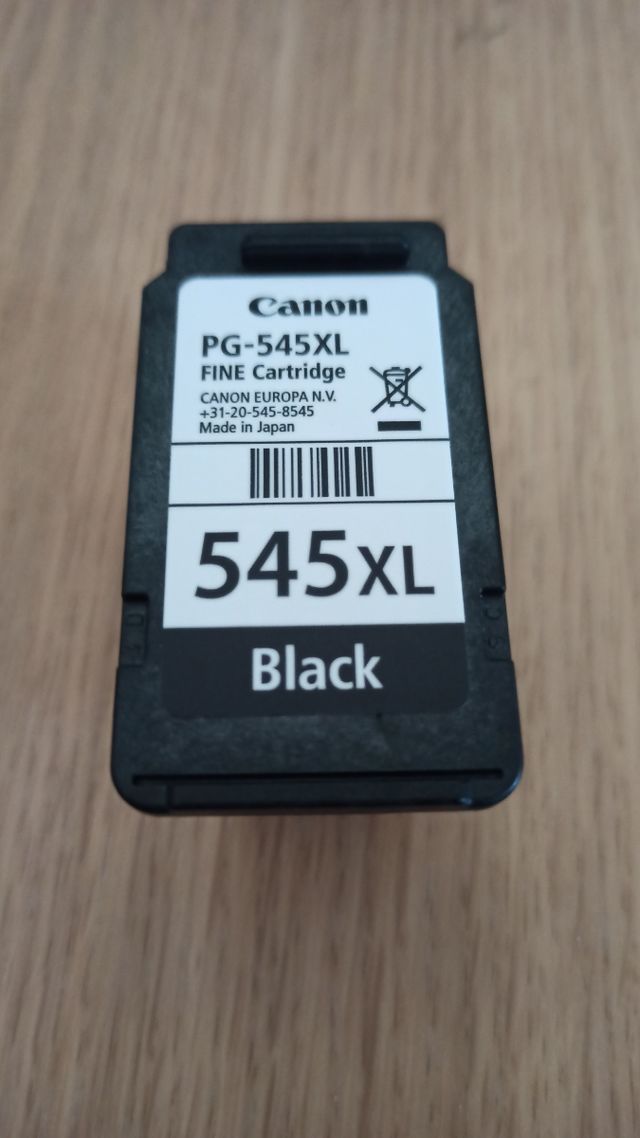 Canon
PG-545XL
FINE Cartridge
CANON EUROPA N.V.
+31-20-545-8545
Made in Japan
545XL
Black